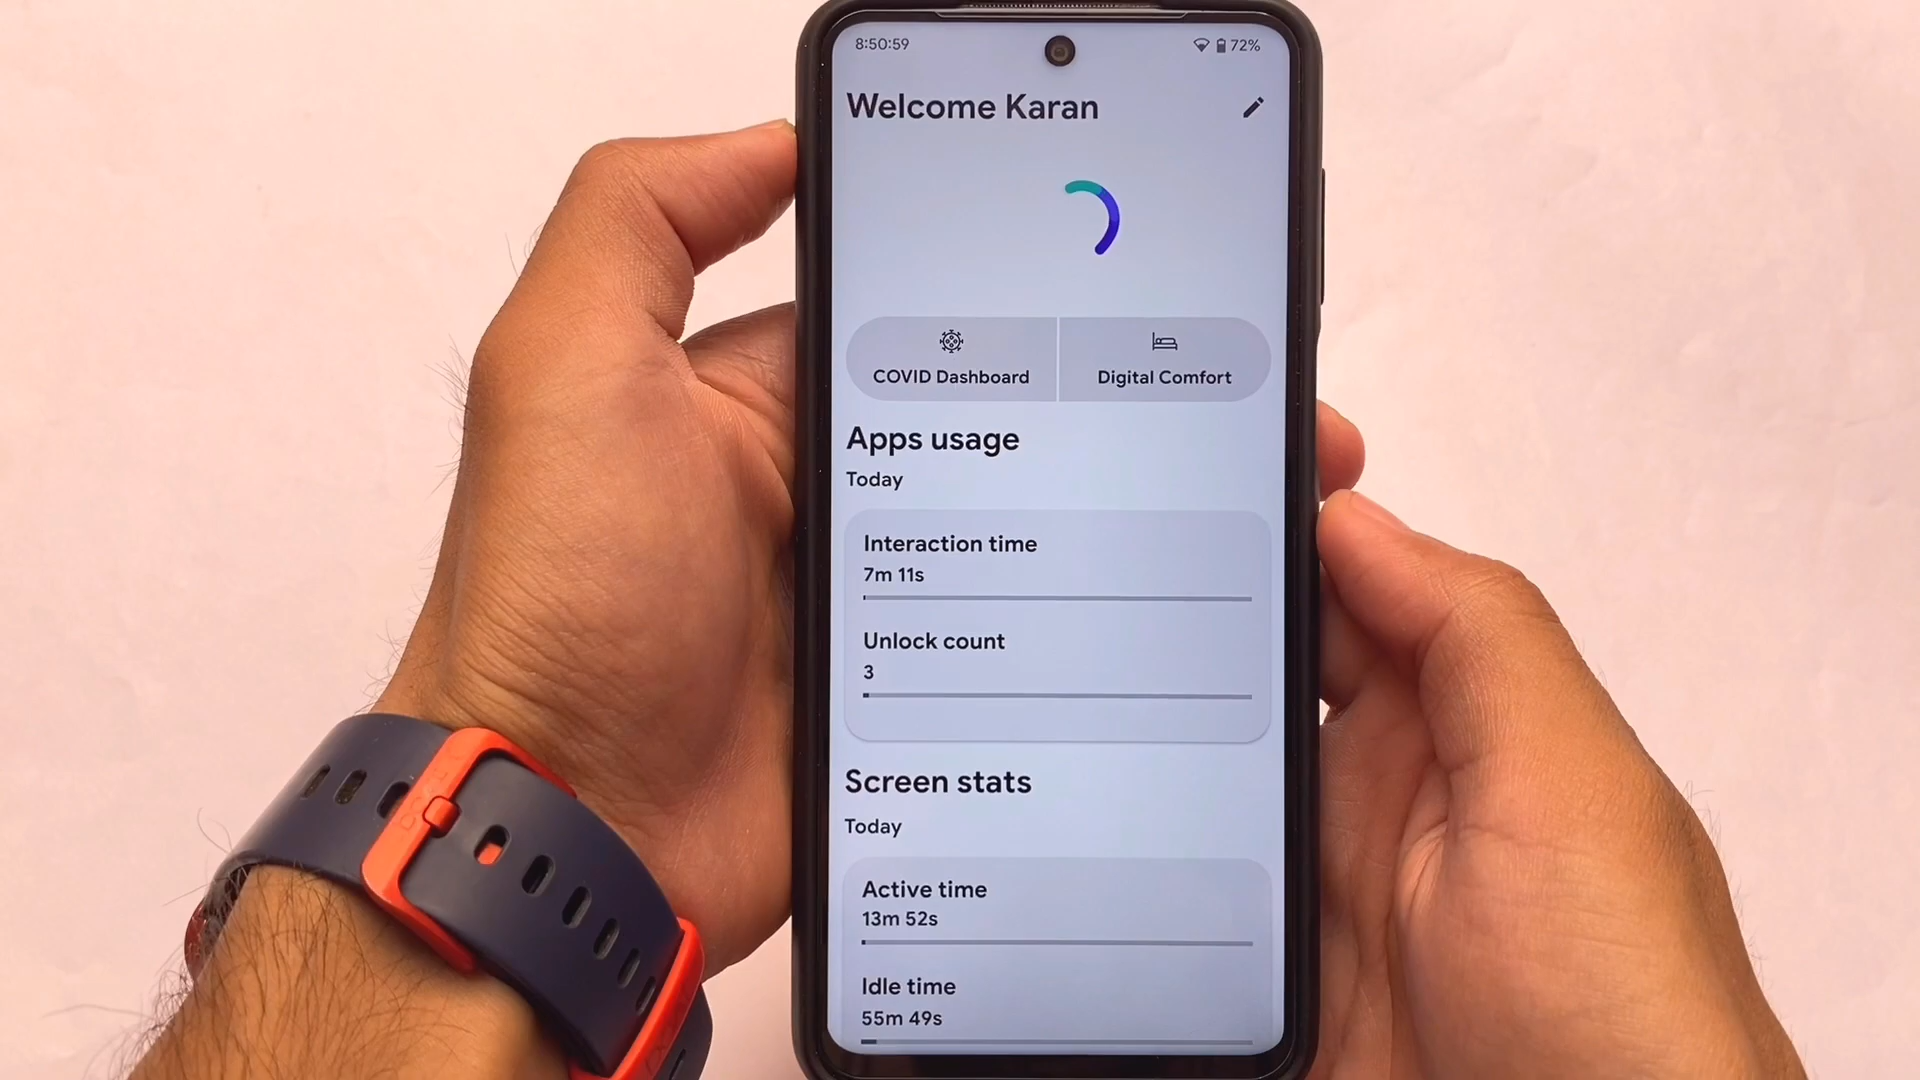 8:50:59
72%
Welcome Karan
COVID Dashboard
Digital Comfort
Apps usage
Today
Interaction time
7m 11s
Unlock count
3
Screen stats
Today
Active time
13m 52s
Idle time
55m 49s